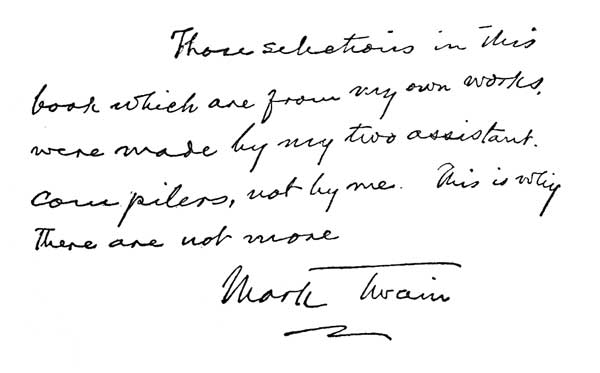 Those selections in this
book which are from my own works,
were made by my two assistant.
compilers, not by me. This is why
there are not more
Mark Twain